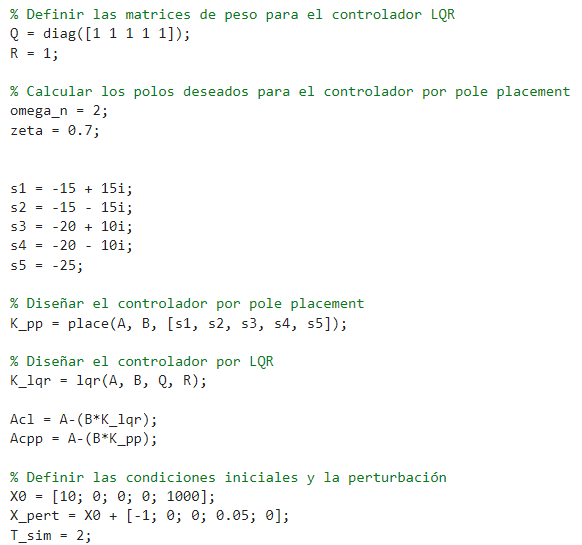 % Definir las matrices de peso para el controlador LQR
Q = diag([1 1 1 1 1]);
R = 1;
% Calcular los polos deseados para el controlador por pole placement
omega_n = 2;
zeta = 0.7;
s1 = -15 + 15i;
s2 = -15 - 15i;
s3 = -20 + 10i;
s4 = -20 - 10i;
s5 = -25;
% Diseñar el controlador por pole placement
K_pp = place(A, B, [s1, s2, s3, s4, s5]);
% Diseñar el controlador por LQR
K_lqr = lqr(A, B, Q, R);
Acl = A-(B*K_lqr);
Acpp = A-(B*K_pp);
% Definir las condiciones iniciales y la perturbación
X0 = [10; 0; 0; 0; 1000];
X_pert = X0 + [-1; 0; 0; 0.05; 0];
T_sim = 2;